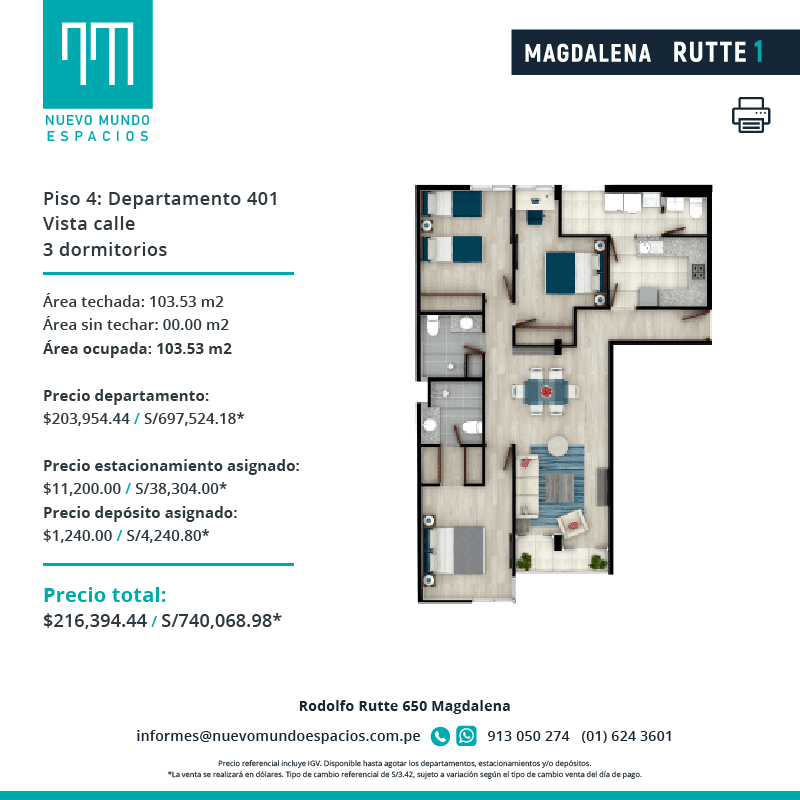 NUEVO MUNDO
ESPACIOS
MAGDALENA RUTTE 1
Piso 4: Departamento 401
Vista calle
3 dormitorios
Área techada: 103.53 m2
Área sin techar: 00.00 m2
Área ocupada: 103.53 m2
Precio departamento:
$203,954.44 / S/697,524.18*
Precio estacionamiento asignado:
$11,200.00 / S/38,304.00*
Precio depósito asignado:
$1,240.00 / S/4,240.80*
Precio total:
$216,394.44 / S/740,068.98*
Rodolfo Rutte 650 Magdalena
informes@nuevomundoespacios.com.pe 913 050 274 (01) 624 3601
Precio referencial incluye IGV. Disponible hasta agotar los departamentos, estacionamientos y/o depósitos.
*La venta se realizará en dólares. Tipo de cambio referencial de S/3.42, sujeto a variación según el tipo de cambio venta del día de pago.